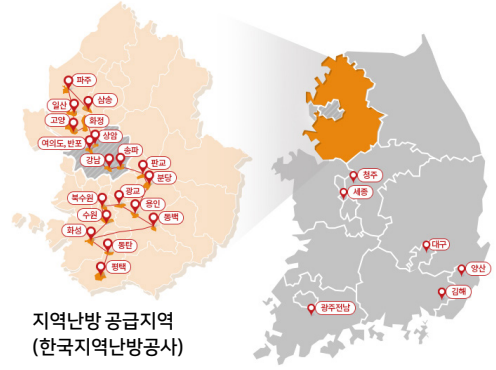 파주
일산
삼송
고양
화정
여의도, 반포
상암
강남
송파
판교
분당
북수원
광교
용인
수원
동백
화성
동탄
평택
지역난방 공급지역
(한국지역난방공사)
청주
세종
대구
양산
김해
광주전남